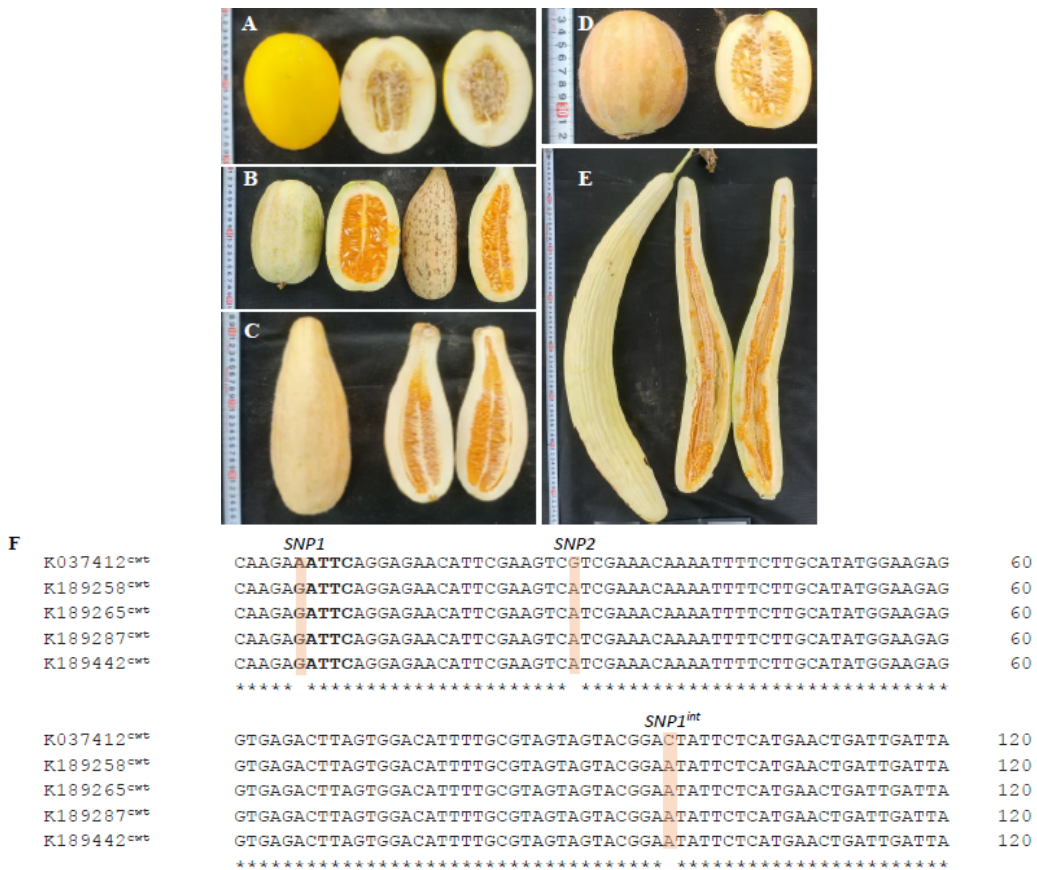 A
D
B
E
C
F
SNP1 SNP2
K037412ᶜʷᵗ CAAGAAATTCAGGAGAACATTCGAAGTCGTCGAAACAAAATTTTCTTGCATATGGAAGAG 60
K189258ᶜʷᵗ CAAGAGATTCAGGAGAACATTCGAAGTCATCGAAACAAAATTTTCTTGCATATGGAAGAG 60
K189265ᶜʷᵗ CAAGAGATTCAGGAGAACATTCGAAGTCATCGAAACAAAATTTTCTTGCATATGGAAGAG 60
K189287ᶜʷᵗ CAAGAGATTCAGGAGAACATTCGAAGTCATCGAAACAAAATTTTCTTGCATATGGAAGAG 60
K189442ᶜʷᵗ CAAGAGATTCAGGAGAACATTCGAAGTCATCGAAACAAAATTTTCTTGCATATGGAAGAG 60
***** ********************** *******************************
SNP1ⁱⁿᵗ
K037412ᶜʷᵗ GTGAGACTTAGTGGACATTTTGCGTAGTAGTACGGACTATTCTCATGAACTGATTGATTA 120
K189258ᶜʷᵗ GTGAGACTTAGTGGACATTTTGCGTAGTAGTACGGAATATTCTCATGAACTGATTGATTA 120
K189265ᶜʷᵗ GTGAGACTTAGTGGACATTTTGCGTAGTAGTACGGAATATTCTCATGAACTGATTGATTA 120
K189287ᶜʷᵗ GTGAGACTTAGTGGACATTTTGCGTAGTAGTACGGAATATTCTCATGAACTGATTGATTA 120
K189442ᶜʷᵗ GTGAGACTTAGTGGACATTTTGCGTAGTAGTACGGAATATTCTCATGAACTGATTGATTA 120
************************************ ***********************